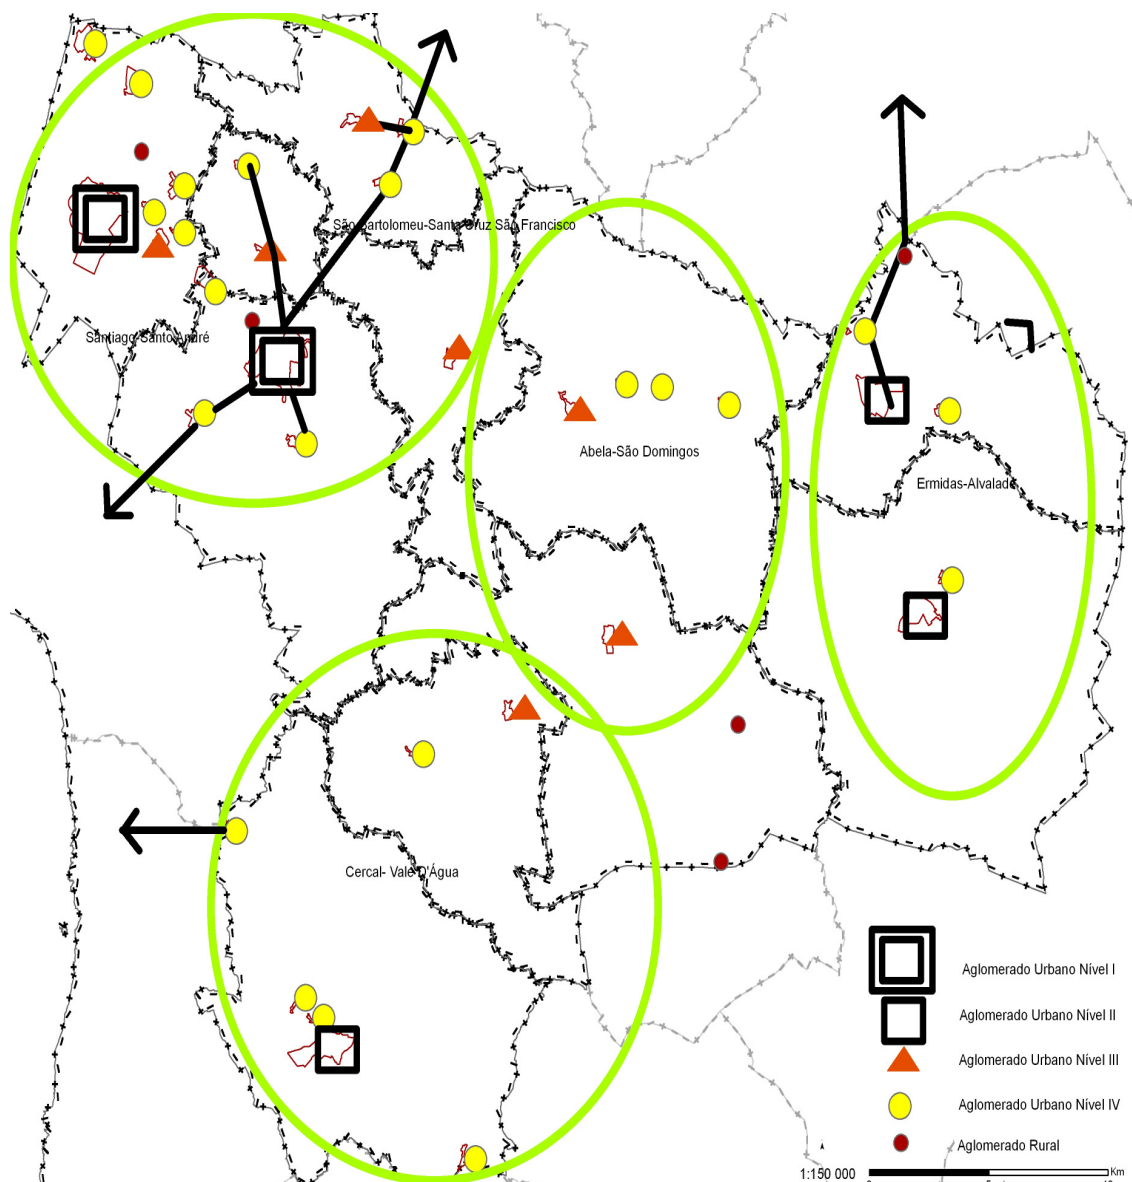 São Bartolomeu-Santa Cruz São Francisco
Santiago-Santo André
Abela-São Domingos
Ermidas-Alvalade
Cercal- Vale D'Água
Aglomerado Urbano Nível I
Aglomerado Urbano Nível II
Aglomerado Urbano Nível III
Aglomerado Urbano Nível IV
Aglomerado Rural
1:150 000
Km